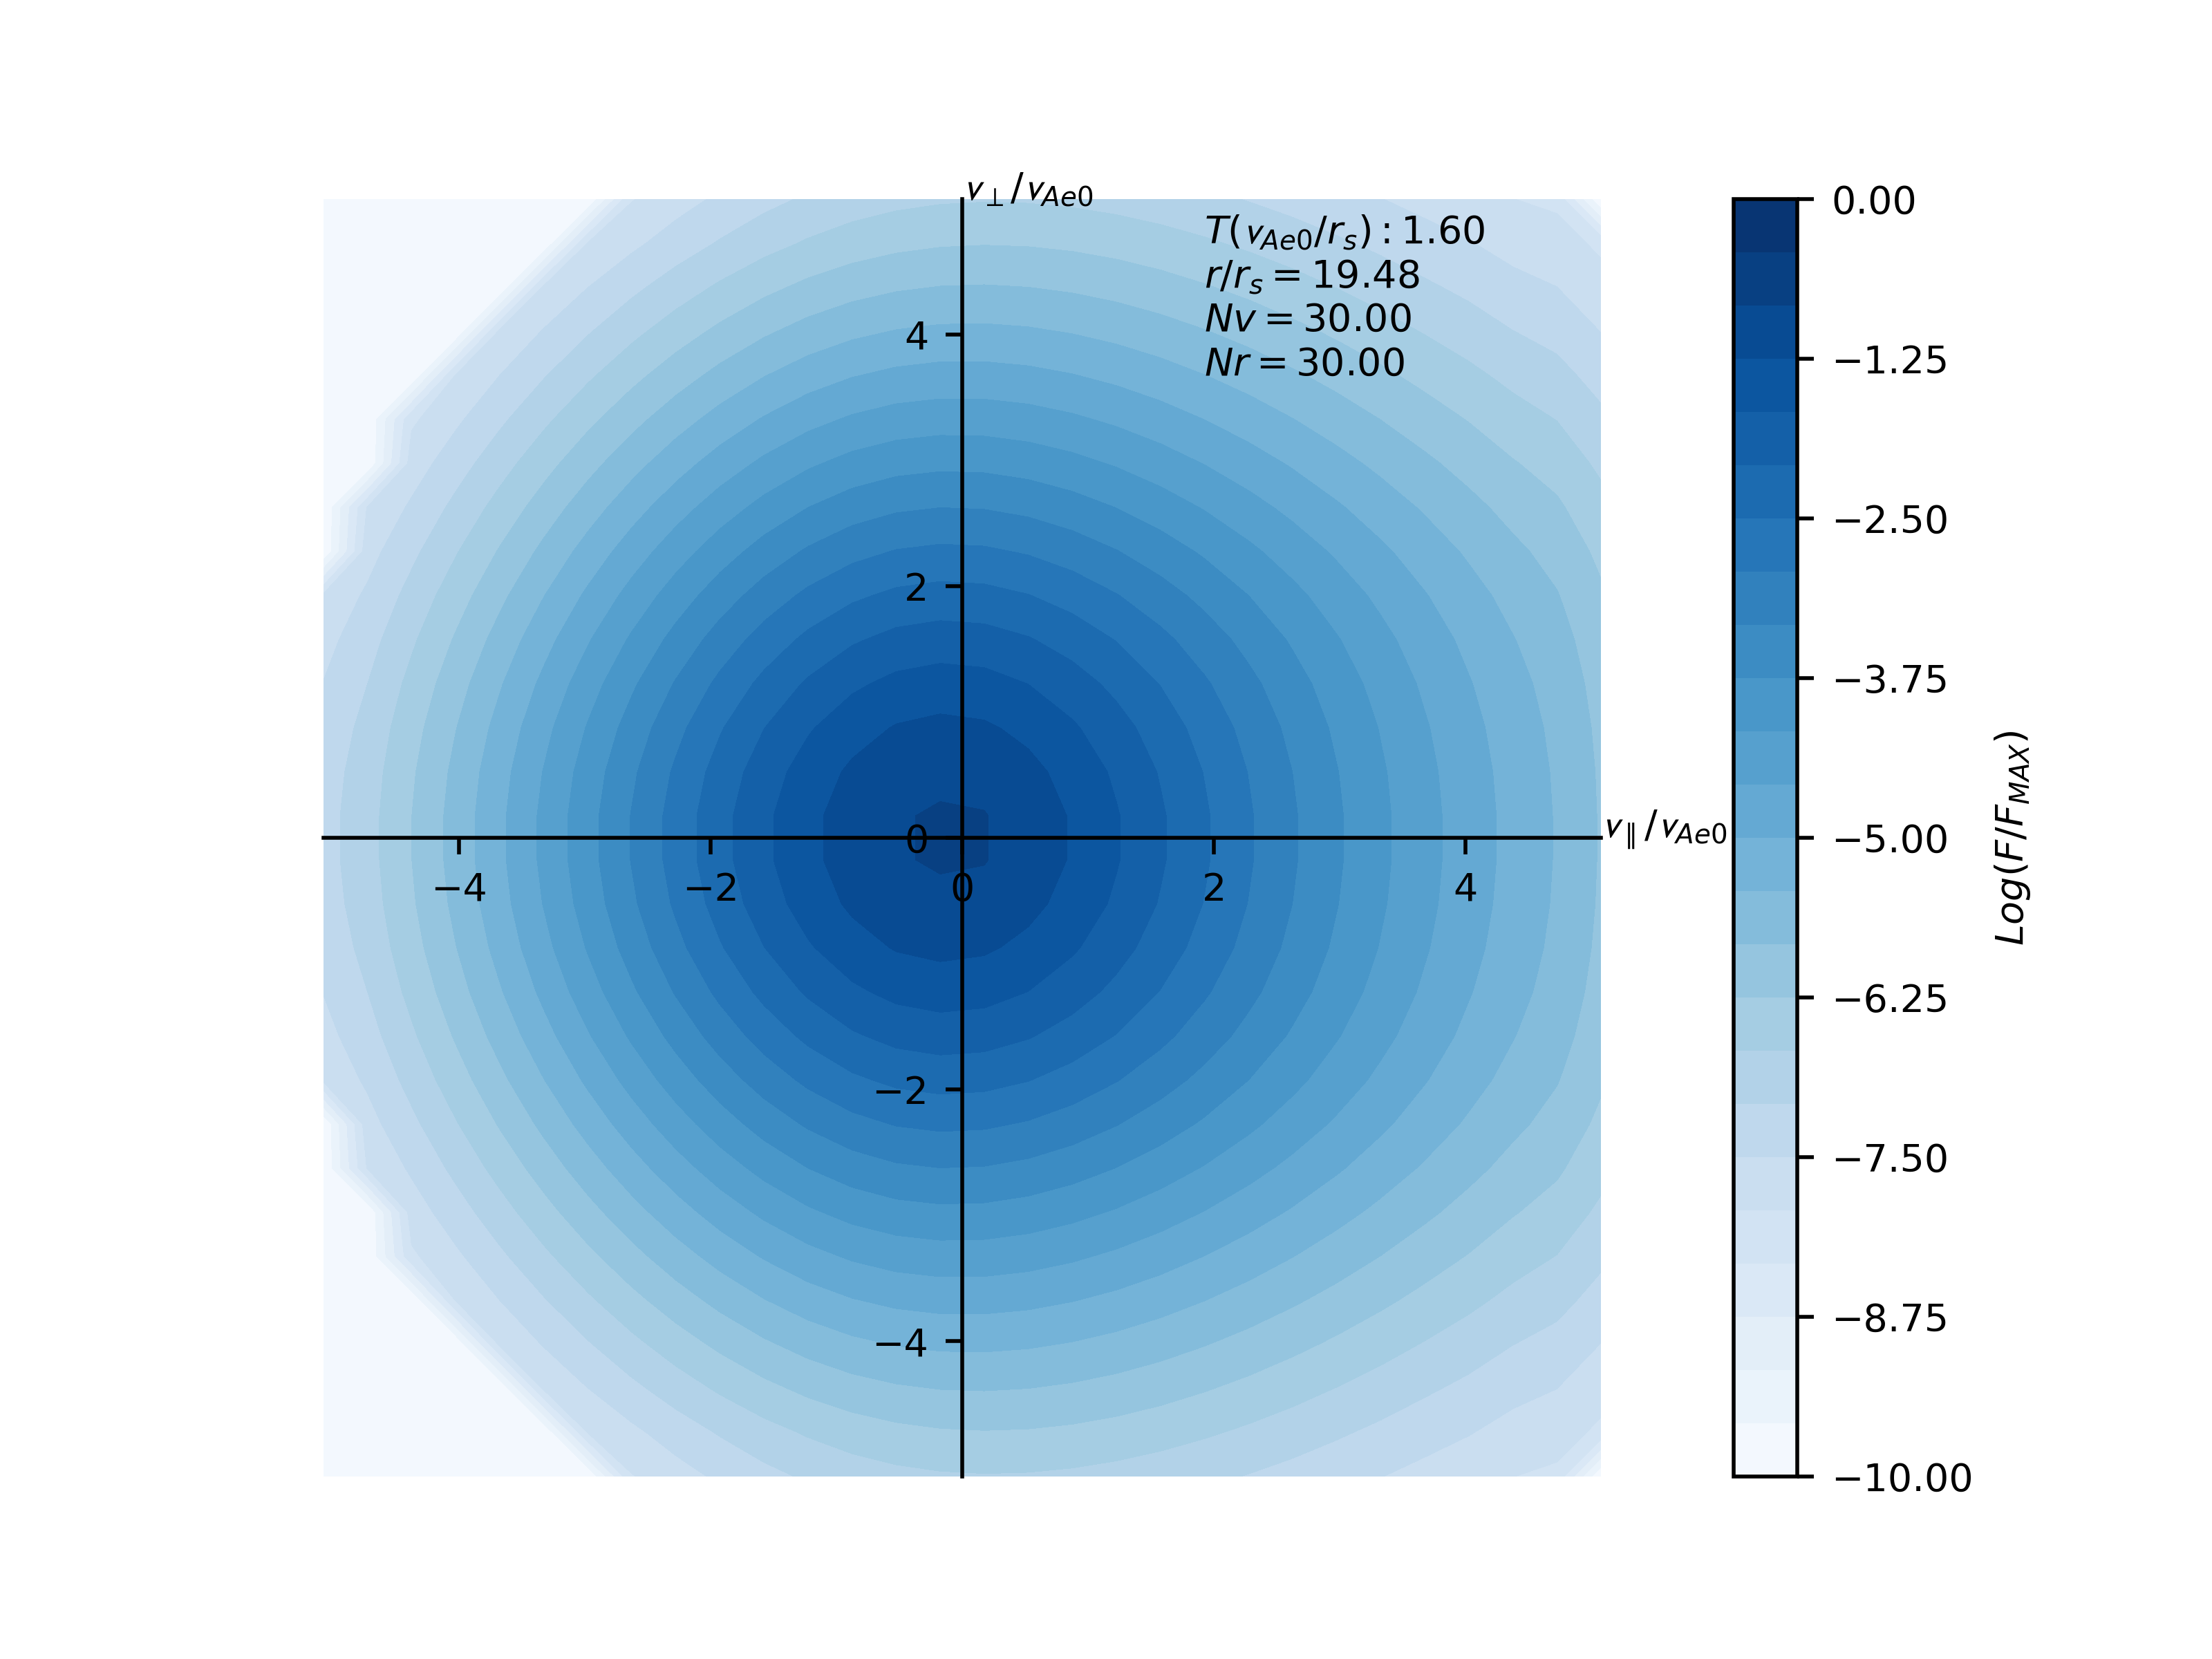 v⊥/vAe0
T(vAe0/rs) : 1.60
r/rs = 19.48
Nv = 30.00
Nr = 30.00
4
2
0
−2
−4
−4
−2
0
2
4
v∥/vAe0
0.00
−1.25
−2.50
−3.75
−5.00
−6.25
−7.50
−8.75
−10.00
Log(F/FMAX)